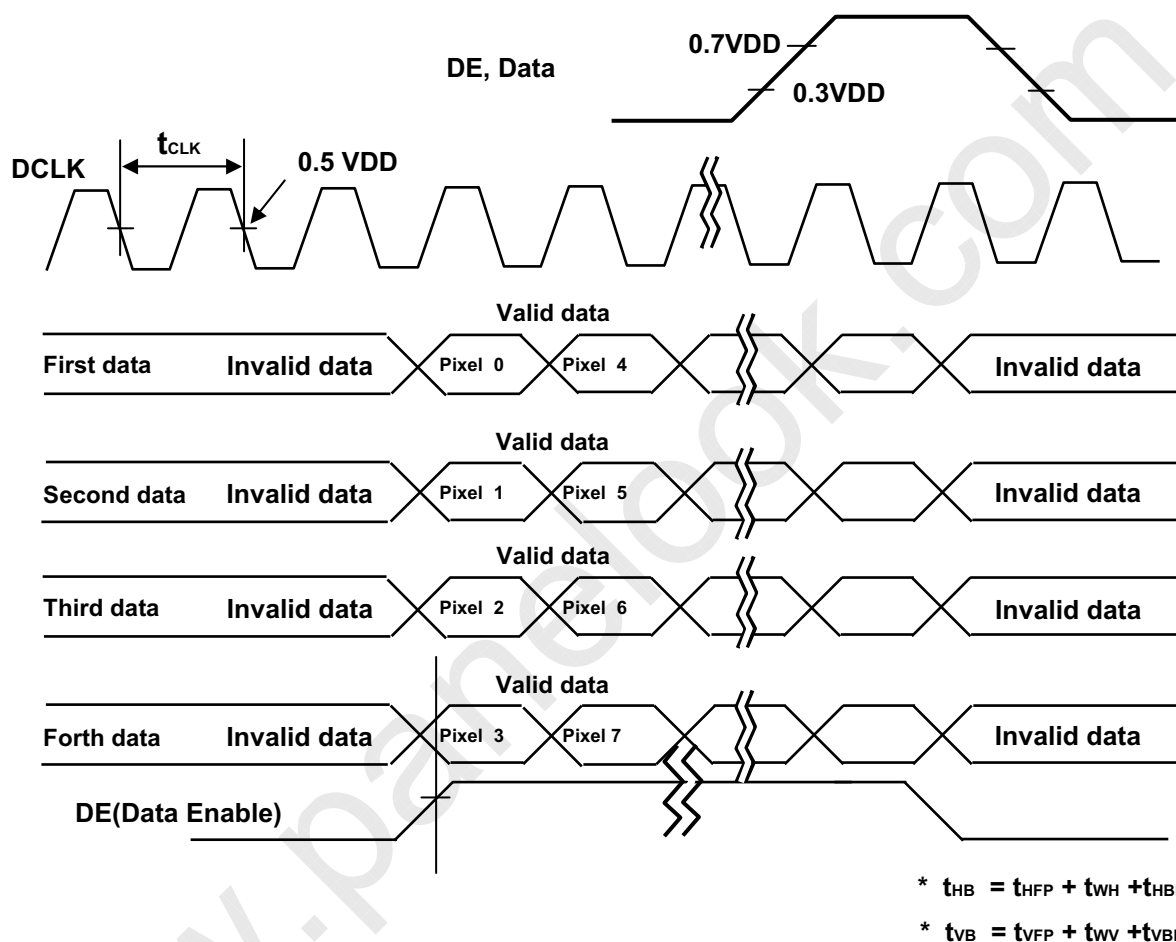 0.7VDD
DE, Data
0.3VDD
tCLK
DCLK
0.5 VDD
Valid data
First data Invalid data Pixel 0 Pixel 4 Invalid data
Valid data
Second data Invalid data Pixel 1 Pixel 5 Invalid data
Valid data
Third data Invalid data Pixel 2 Pixel 6 Invalid data
Valid data
Forth data Invalid data Pixel 3 Pixel 7 Invalid data
DE(Data Enable)
* tHB = tHFP + tWH +tHB
* tVB = tVFP + tWV +tVB
.panelook.com